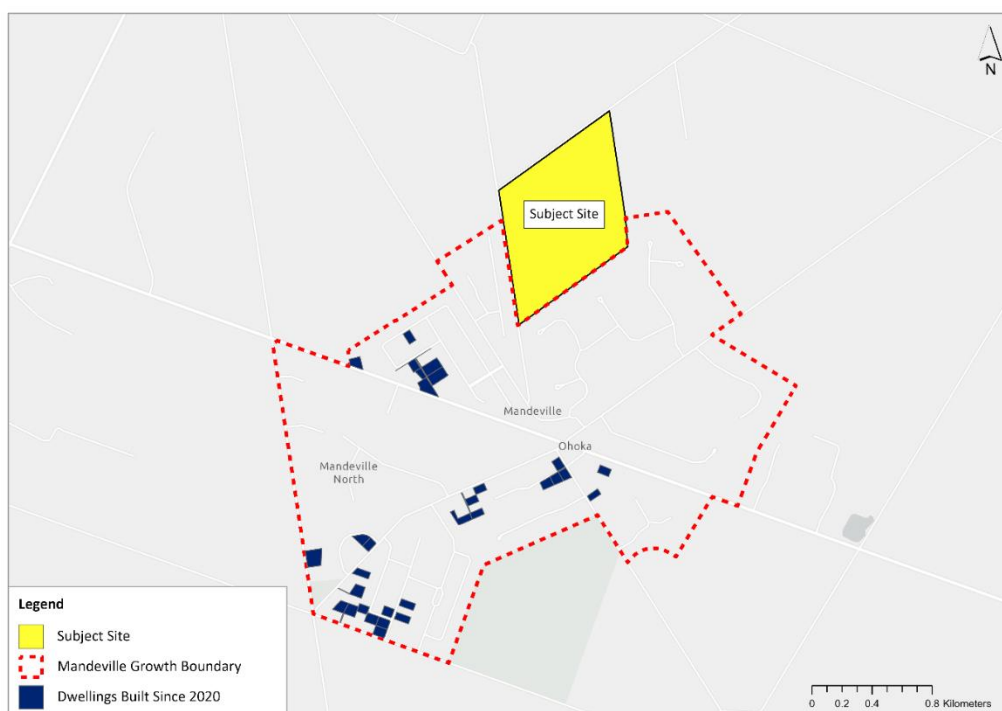 N
Subject Site
Mandeville
Ohoka
Mandeville
North
Legend
Subject Site
Mandeville Growth Boundary
Dwellings Built Since 2020
0 0.2 0.4 0.8 Kilometers